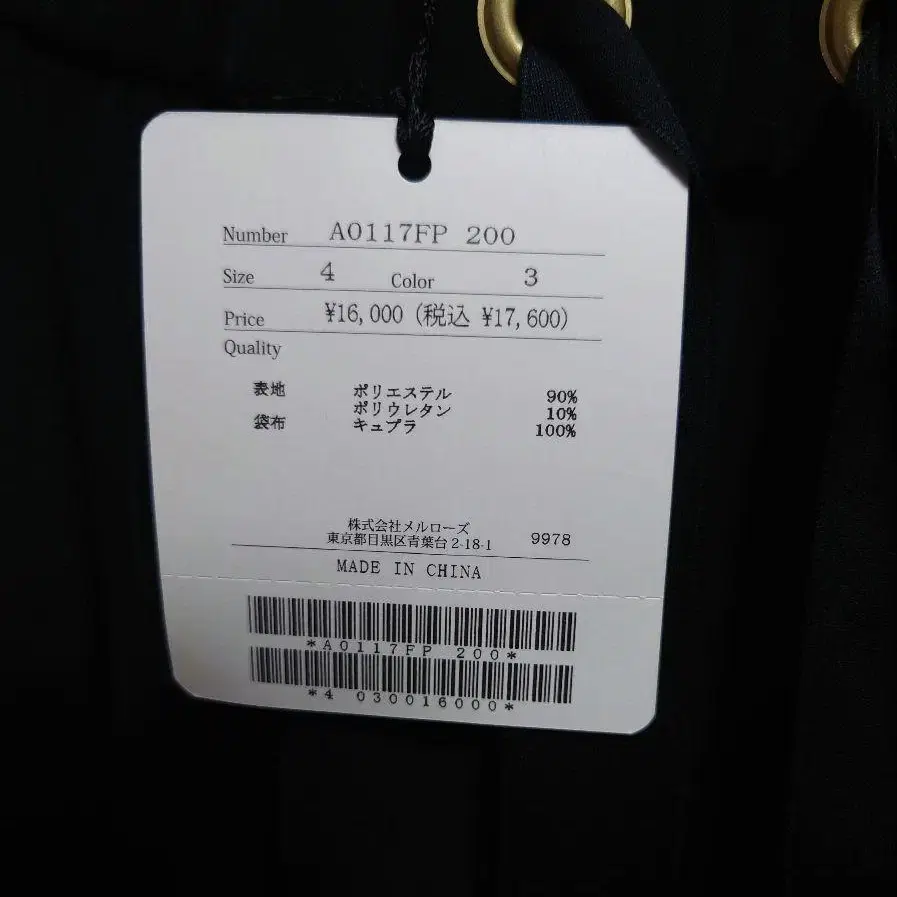 Number A0117FP 200
Size 4 Color 3
Price ¥16,000 (税込 ¥17,600)
Quality
表地 ポリエステル 90%
ポリウレタン 10%
袋布 キュプラ 100%
株式会社メルローズ
東京都目黒区青葉台2-18-1 9978
MADE IN CHINA
*A0117FP 200*
*4 030016000*